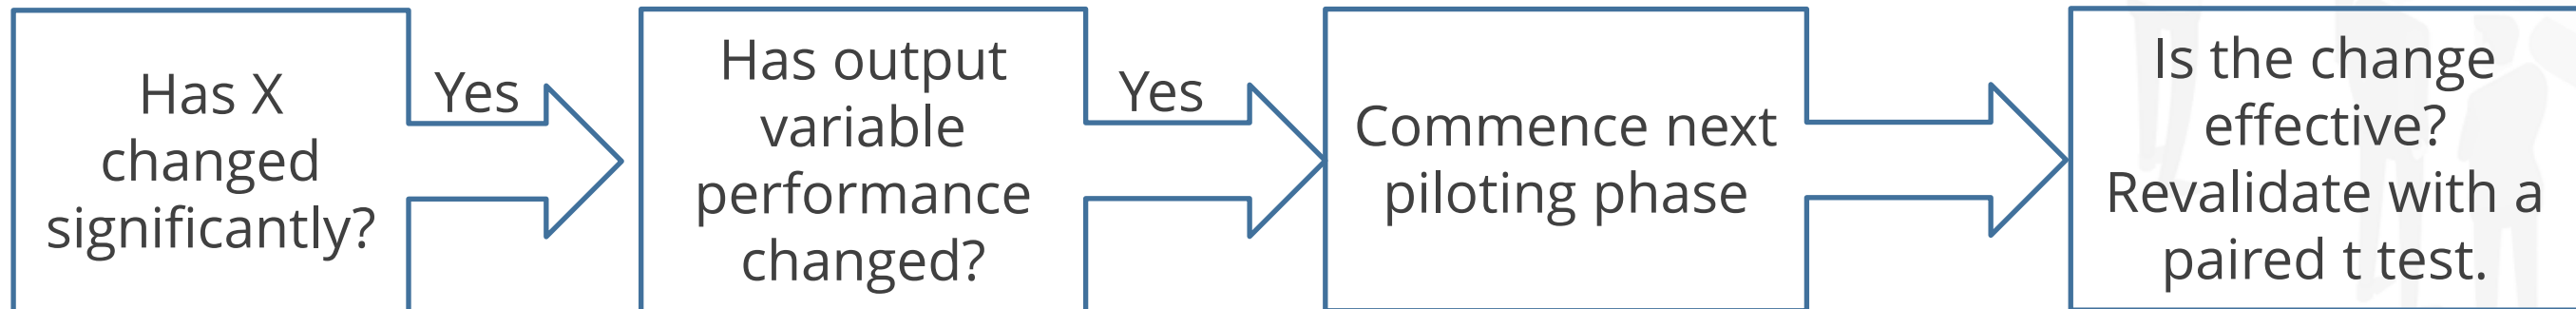 Has X
changed
significantly?
Yes
Has output
variable
performance
changed?
Yes
Commence next
piloting phase
Is the change
effective?
Revalidate with a
paired t test.